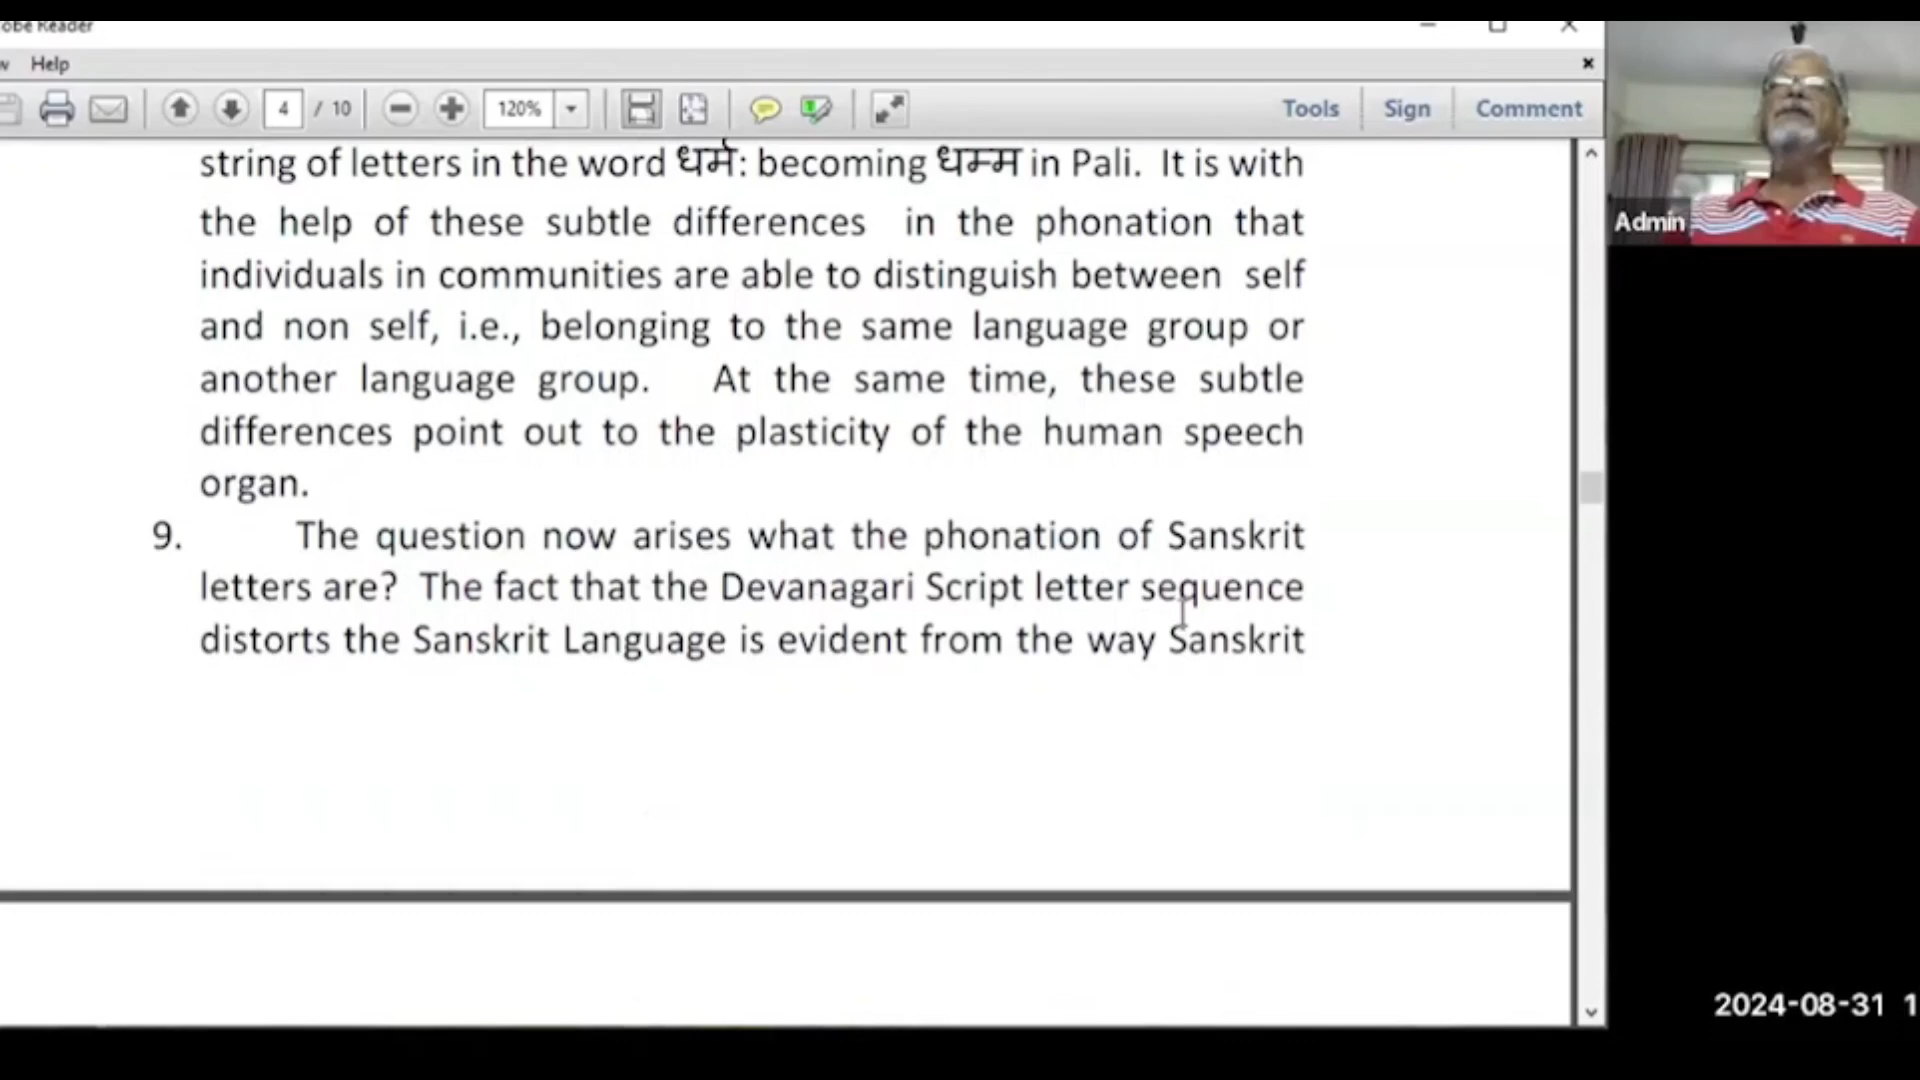 obe Reader
w Help
4 / 10 120% Tools Sign Comment
string of letters in the word धर्म: becoming धम्म in Pali. It is with
the help of these subtle differences in the phonation that
individuals in communities are able to distinguish between self
and non self, i.e., belonging to the same language group or
another language group. At the same time, these subtle
differences point out to the plasticity of the human speech
organ.
9. The question now arises what the phonation of Sanskrit
letters are? The fact that the Devanagari Script letter sequence
distorts the Sanskrit Language is evident from the way Sanskrit
Admin
2024-08-31 1